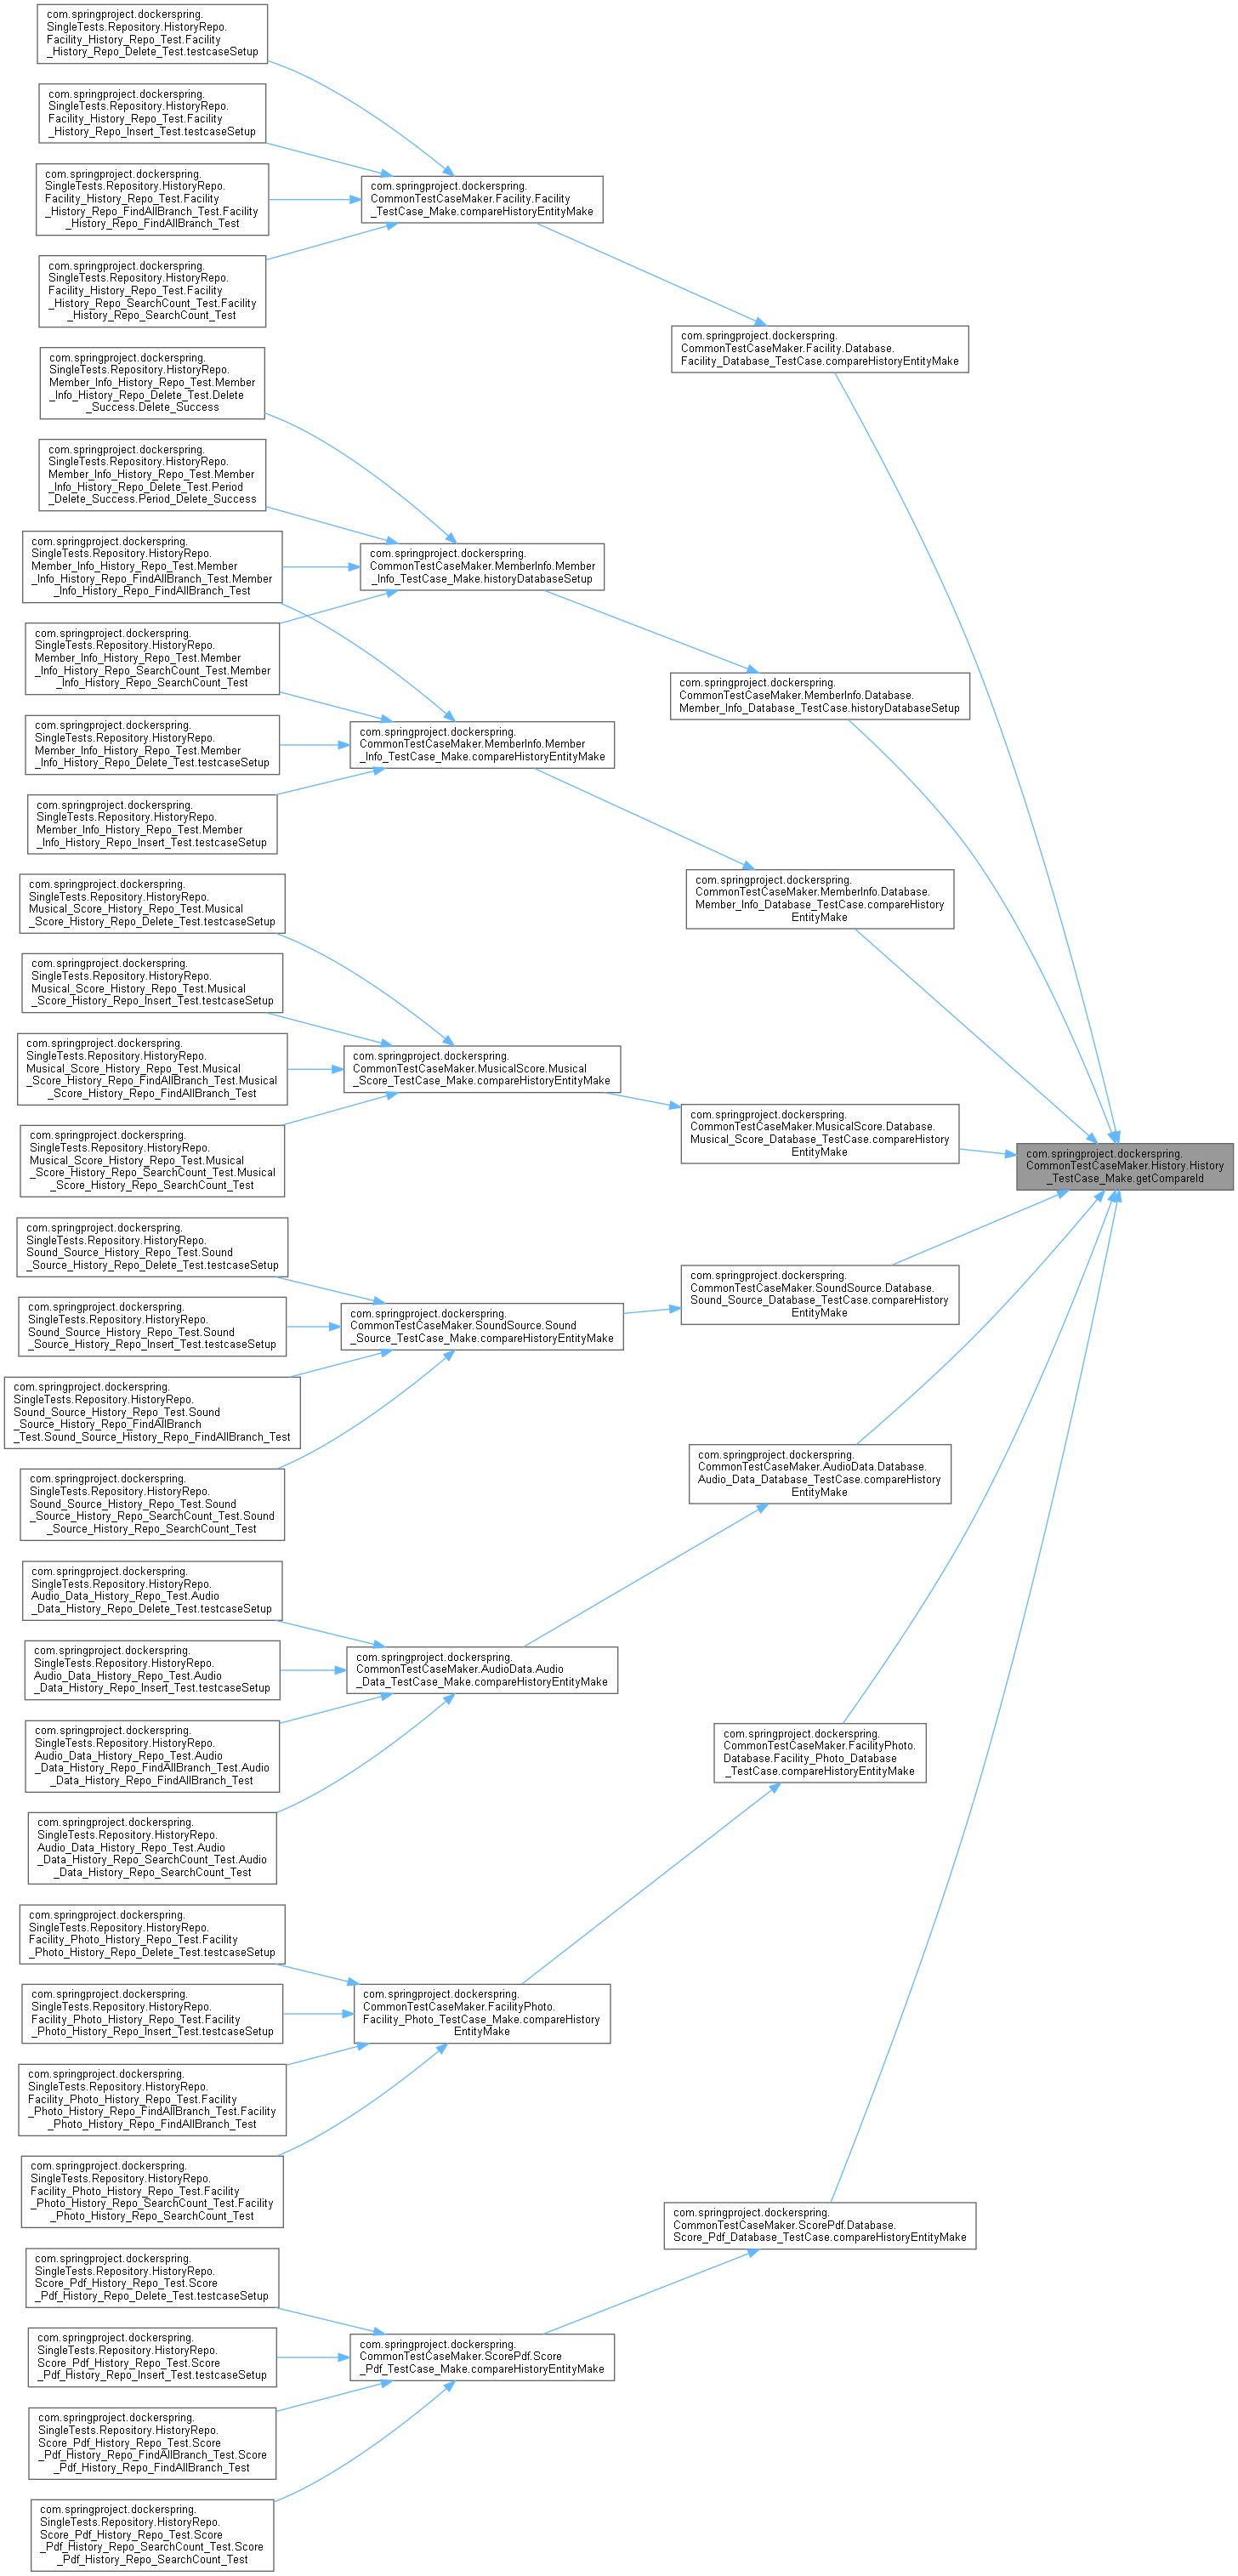 com.springproject.dockerspring.
SingleTests.Repository.HistoryRepo.
Facility_History_Repo_Test.Facility
_History_Repo_Delete_Test.testcaseSetup
com.springproject.dockerspring.
SingleTests.Repository.HistoryRepo.
Facility_History_Repo_Test.Facility
_History_Repo_Insert_Test.testcaseSetup
com.springproject.dockerspring.
SingleTests.Repository.HistoryRepo.
Facility_History_Repo_Test.Facility
_History_Repo_FindAllBranch_Test.Facility
_History_Repo_FindAllBranch_Test
com.springproject.dockerspring.
SingleTests.Repository.HistoryRepo.
Facility_History_Repo_Test.Facility
_History_Repo_SearchCount_Test.Facility
_History_Repo_SearchCount_Test
com.springproject.dockerspring.
SingleTests.Repository.HistoryRepo.
Member_Info_History_Repo_Test.Member
_Info_History_Repo_Delete_Test.Delete
_Success.Delete_Success
com.springproject.dockerspring.
SingleTests.Repository.HistoryRepo.
Member_Info_History_Repo_Test.Member
_Info_History_Repo_Delete_Test.Period
_Delete_Success.Period_Delete_Success
com.springproject.dockerspring.
SingleTests.Repository.HistoryRepo.
Member_Info_History_Repo_Test.Member
_Info_History_Repo_FindAllBranch_Test.Member
_Info_History_Repo_FindAllBranch_Test
com.springproject.dockerspring.
SingleTests.Repository.HistoryRepo.
Member_Info_History_Repo_Test.Member
_Info_History_Repo_SearchCount_Test.Member
_Info_History_Repo_SearchCount_Test
com.springproject.dockerspring.
SingleTests.Repository.HistoryRepo.
Member_Info_History_Repo_Test.Member
_Info_History_Repo_Delete_Test.testcaseSetup
com.springproject.dockerspring.
SingleTests.Repository.HistoryRepo.
Member_Info_History_Repo_Test.Member
_Info_History_Repo_Insert_Test.testcaseSetup
com.springproject.dockerspring.
SingleTests.Repository.HistoryRepo.
Musical_Score_History_Repo_Test.Musical
_Score_History_Repo_Delete_Test.testcaseSetup
com.springproject.dockerspring.
SingleTests.Repository.HistoryRepo.
Musical_Score_History_Repo_Test.Musical
_Score_History_Repo_Insert_Test.testcaseSetup
com.springproject.dockerspring.
SingleTests.Repository.HistoryRepo.
Musical_Score_History_Repo_Test.Musical
_Score_History_Repo_FindAllBranch_Test.Musical
_Score_History_Repo_FindAllBranch_Test
com.springproject.dockerspring.
SingleTests.Repository.HistoryRepo.
Musical_Score_History_Repo_Test.Musical
_Score_History_Repo_SearchCount_Test.Musical
_Score_History_Repo_SearchCount_Test
com.springproject.dockerspring.
SingleTests.Repository.HistoryRepo.
Sound_Source_History_Repo_Test.Sound
_Source_History_Repo_Delete_Test.testcaseSetup
com.springproject.dockerspring.
SingleTests.Repository.HistoryRepo.
Sound_Source_History_Repo_Test.Sound
_Source_History_Repo_Insert_Test.testcaseSetup
com.springproject.dockerspring.
SingleTests.Repository.HistoryRepo.
Sound_Source_History_Repo_Test.Sound
_Source_History_Repo_FindAllBranch
_Test.Sound_Source_History_Repo_FindAllBranch_Test
com.springproject.dockerspring.
SingleTests.Repository.HistoryRepo.
Sound_Source_History_Repo_Test.Sound
_Source_History_Repo_SearchCount_Test.Sound
_Source_History_Repo_SearchCount_Test
com.springproject.dockerspring.
SingleTests.Repository.HistoryRepo.
Audio_Data_History_Repo_Test.Audio
_Data_History_Repo_Delete_Test.testcaseSetup
com.springproject.dockerspring.
SingleTests.Repository.HistoryRepo.
Audio_Data_History_Repo_Test.Audio
_Data_History_Repo_Insert_Test.testcaseSetup
com.springproject.dockerspring.
SingleTests.Repository.HistoryRepo.
Audio_Data_History_Repo_Test.Audio
_Data_History_Repo_FindAllBranch_Test.Audio
_Data_History_Repo_FindAllBranch_Test
com.springproject.dockerspring.
SingleTests.Repository.HistoryRepo.
Audio_Data_History_Repo_Test.Audio
_Data_History_Repo_SearchCount_Test.Audio
_Data_History_Repo_SearchCount_Test
com.springproject.dockerspring.
SingleTests.Repository.HistoryRepo.
Facility_Photo_History_Repo_Test.Facility
_Photo_History_Repo_Delete_Test.testcaseSetup
com.springproject.dockerspring.
SingleTests.Repository.HistoryRepo.
Facility_Photo_History_Repo_Test.Facility
_Photo_History_Repo_Insert_Test.testcaseSetup
com.springproject.dockerspring.
SingleTests.Repository.HistoryRepo.
Facility_Photo_History_Repo_Test.Facility
_Photo_History_Repo_FindAllBranch_Test.Facility
_Photo_History_Repo_FindAllBranch_Test
com.springproject.dockerspring.
SingleTests.Repository.HistoryRepo.
Facility_Photo_History_Repo_Test.Facility
_Photo_History_Repo_SearchCount_Test.Facility
_Photo_History_Repo_SearchCount_Test
com.springproject.dockerspring.
SingleTests.Repository.HistoryRepo.
Score_Pdf_History_Repo_Test.Score
_Pdf_History_Repo_Delete_Test.testcaseSetup
com.springproject.dockerspring.
SingleTests.Repository.HistoryRepo.
Score_Pdf_History_Repo_Test.Score
_Pdf_History_Repo_Insert_Test.testcaseSetup
com.springproject.dockerspring.
SingleTests.Repository.HistoryRepo.
Score_Pdf_History_Repo_Test.Score
_Pdf_History_Repo_FindAllBranch_Test.Score
_Pdf_History_Repo_FindAllBranch_Test
com.springproject.dockerspring.
SingleTests.Repository.HistoryRepo.
Score_Pdf_History_Repo_Test.Score
_Pdf_History_Repo_SearchCount_Test.Score
_Pdf_History_Repo_SearchCount_Test
com.springproject.dockerspring.
CommonTestCaseMaker.Facility.Facility
_TestCase_Make.compareHistoryEntityMake
com.springproject.dockerspring.
CommonTestCaseMaker.MemberInfo.Member
_Info_TestCase_Make.historyDatabaseSetup
com.springproject.dockerspring.
CommonTestCaseMaker.MemberInfo.Member
_Info_TestCase_Make.compareHistoryEntityMake
com.springproject.dockerspring.
CommonTestCaseMaker.MusicalScore.Musical
_Score_TestCase_Make.compareHistoryEntityMake
com.springproject.dockerspring.
CommonTestCaseMaker.SoundSource.Sound
_Source_TestCase_Make.compareHistoryEntityMake
com.springproject.dockerspring.
CommonTestCaseMaker.AudioData.Audio
_Data_TestCase_Make.compareHistoryEntityMake
com.springproject.dockerspring.
CommonTestCaseMaker.FacilityPhoto.
Facility_Photo_TestCase_Make.compareHistory
EntityMake
com.springproject.dockerspring.
CommonTestCaseMaker.ScorePdf.Score
_Pdf_TestCase_Make.compareHistoryEntityMake
com.springproject.dockerspring.
CommonTestCaseMaker.Facility.Database.
Facility_Database_TestCase.compareHistoryEntityMake
com.springproject.dockerspring.
CommonTestCaseMaker.MemberInfo.Database.
Member_Info_Database_TestCase.historyDatabaseSetup
com.springproject.dockerspring.
CommonTestCaseMaker.MemberInfo.Database.
Member_Info_Database_TestCase.compareHistory
EntityMake
com.springproject.dockerspring.
CommonTestCaseMaker.MusicalScore.Database.
Musical_Score_Database_TestCase.compareHistory
EntityMake
com.springproject.dockerspring.
CommonTestCaseMaker.SoundSource.Database.
Sound_Source_Database_TestCase.compareHistory
EntityMake
com.springproject.dockerspring.
CommonTestCaseMaker.AudioData.Database.
Audio_Data_Database_TestCase.compareHistory
EntityMake
com.springproject.dockerspring.
CommonTestCaseMaker.FacilityPhoto.
Database.Facility_Photo_Database
_TestCase.compareHistoryEntityMake
com.springproject.dockerspring.
CommonTestCaseMaker.ScorePdf.Database.
Score_Pdf_Database_TestCase.compareHistoryEntityMake
com.springproject.dockerspring.
CommonTestCaseMaker.History.History
_TestCase_Make.getCompareId